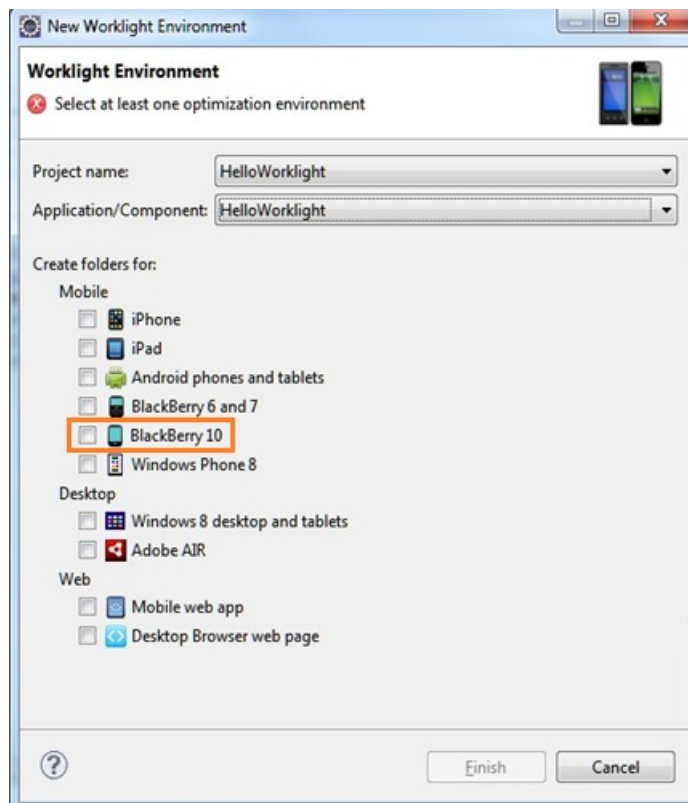 New Worklight Environment
Worklight Environment
Select at least one optimization environment
Project name: HelloWorklight
Application/Component: HelloWorklight
Create folders for:
Mobile
iPhone
iPad
Android phones and tablets
BlackBerry 6 and 7
BlackBerry 10
Windows Phone 8
Desktop
Windows 8 desktop and tablets
Adobe AIR
Web
Mobile web app
Desktop Browser web page
Finish Cancel